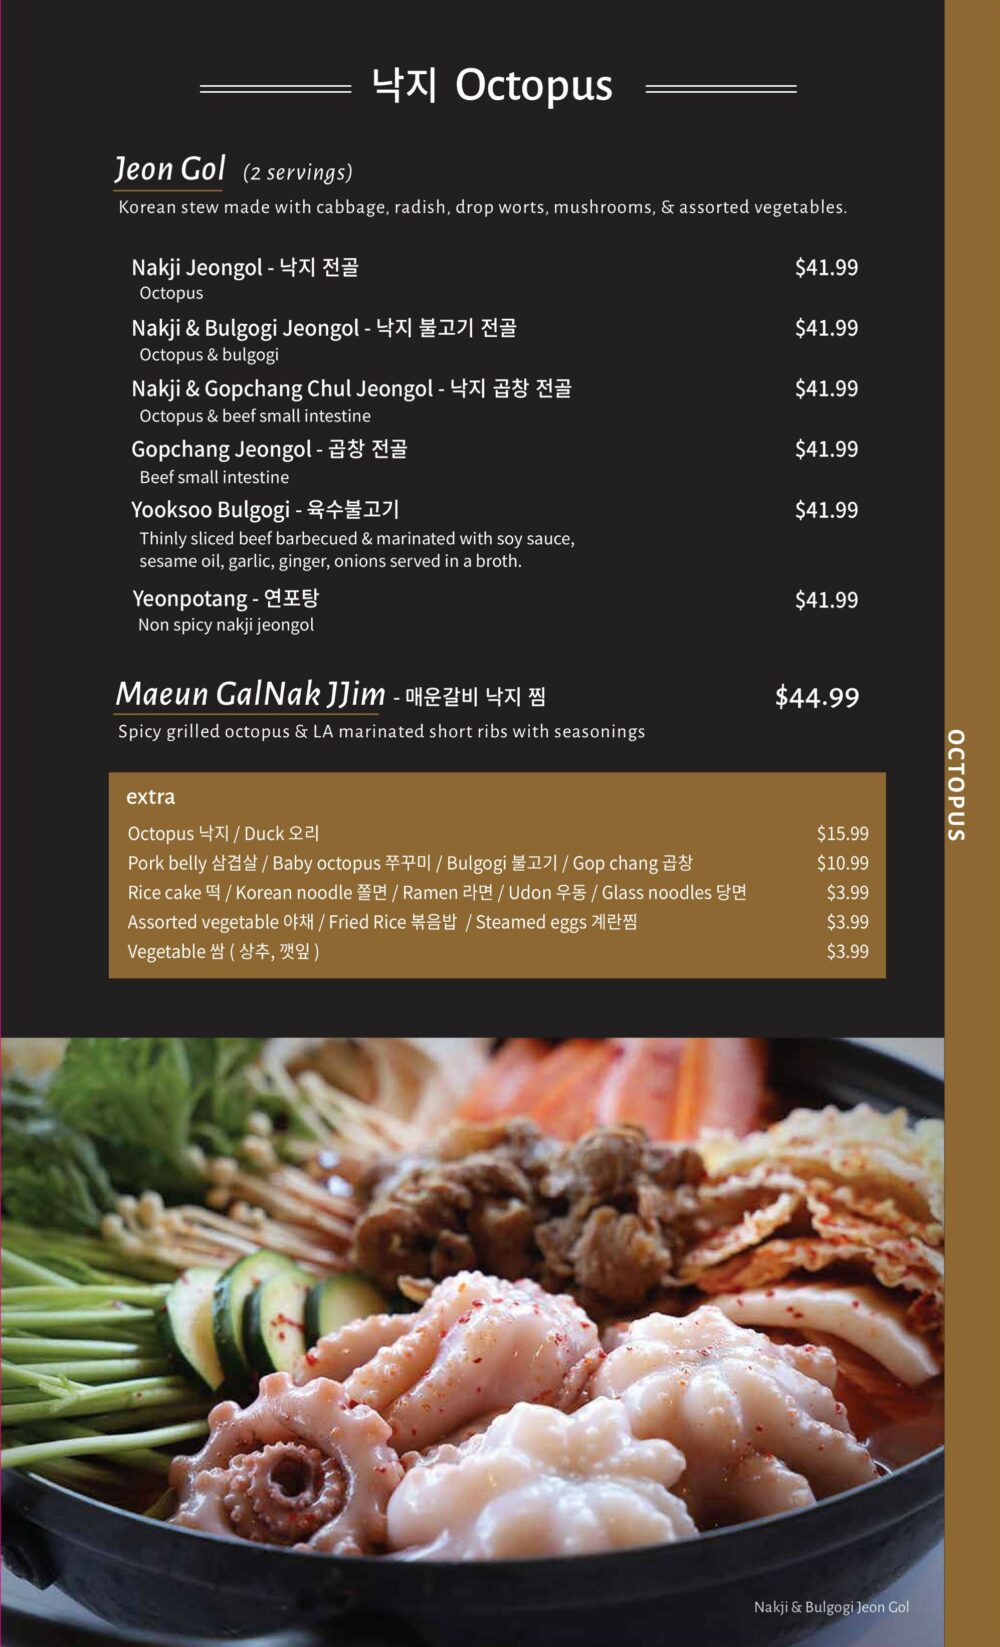 낙지 Octopus
Jeon Gol (2 servings)
Korean stew made with cabbage, radish, drop worts, mushrooms, & assorted vegetables.
Nakji Jeongol - 낙지 전골 $41.99
Octopus
Nakji & Bulgogi Jeongol - 낙지 불고기 전골 $41.99
Octopus & bulgogi
Nakji & Gopchang Chul Jeongol - 낙지 곱창 전골 $41.99
Octopus & beef small intestine
Gopchang Jeongol - 곱창 전골 $41.99
Beef small intestine
Yooksoo Bulgogi - 육수불고기 $41.99
Thinly sliced beef barbecued & marinated with soy sauce,
sesame oil, garlic, ginger, onions served in a broth.
Yeonpotang - 연포탕 $41.99
Non spicy nakji jeongol
Maeun GalNak JJim - 매운갈비 낙지 찜 $44.99
Spicy grilled octopus & LA marinated short ribs with seasonings
OCTOPUS
extra
Octopus 낙지 / Duck 오리 $15.99
Pork belly 삼겹살 / Baby octopus 쭈꾸미 / Bulgogi 불고기 / Gop chang 곱창 $10.99
Rice cake 떡 / Korean noodle 쫄면 / Ramen 라면 / Udon 우동 / Glass noodles 당면 $3.99
Assorted vegetable 야채 / Fried Rice 볶음밥 / Steamed eggs 계란찜 $3.99
Vegetable 쌈 ( 상추, 깻잎 ) $3.99
Nakji & Bulgogi Jeon Gol